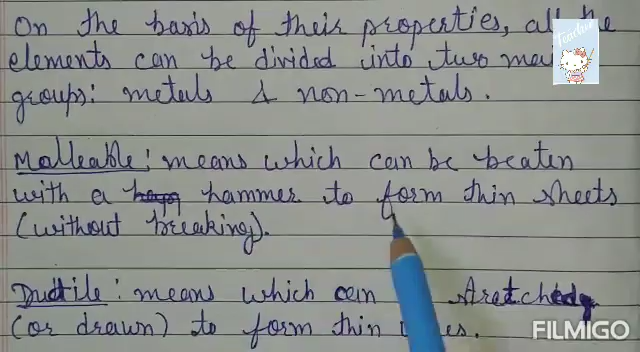 On the basis of their properties, all the
elements can be divided into two
groups: metals & non-metals.
Malleable: means which can be beaten
with a hammer to form thin sheets
(without breaking).
Ductile: means which can stretched
(or drawn) to form thin
Teacher
FILMIGO